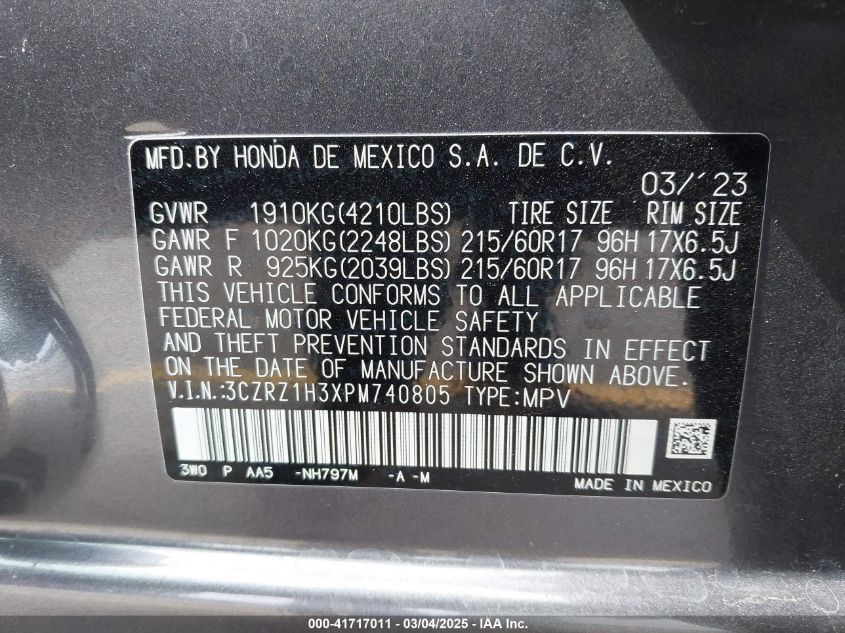 MFD.BY HONDA DE MEXICO S.A. DE C.V.
03/'23
GVWR 1910KG(4210LBS) TIRE SIZE RIM SIZE
GAWR F 1020KG(2248LBS) 215/60R17 96H 17X6.5J
GAWR R 925KG(2039LBS) 215/60R17 96H 17X6.5J
THIS VEHICLE CONFORMS TO ALL APPLICABLE
FEDERAL MOTOR VEHICLE SAFETY
AND THEFT PREVENTION STANDARDS IN EFFECT
ON THE DATE OF MANUFACTURE SHOWN ABOVE.
V.I.N.:3CZRZ1H3XPM740805 TYPE:MPV
3W0 P AA5 -NH797M -A -M
MADE IN MEXICO
000-41717011 - 03/04/2025 - IAA Inc.